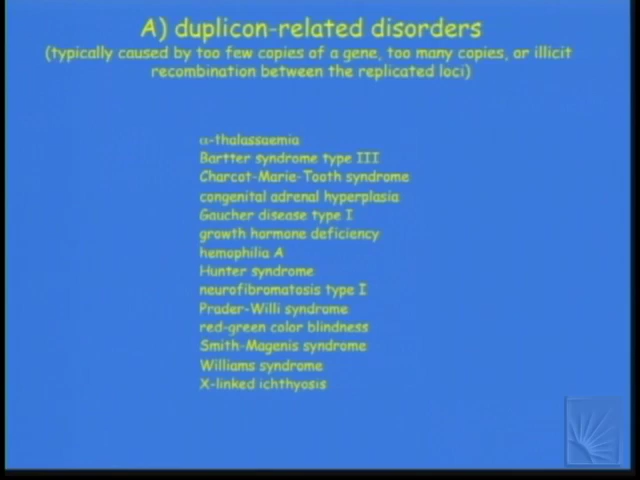 A) duplicon-related disorders
(typically caused by too few copies of a gene, too many copies, or illicit
recombination between the replicated loci)
α-thalassaemia
Bartter syndrome type III
Charcot-Marie-Tooth syndrome
congenital adrenal hyperplasia
Gaucher disease type I
growth hormone deficiency
hemophilia A
Hunter syndrome
neurofibromatosis type I
Prader-Willi syndrome
red-green color blindness
Smith-Magenis syndrome
Williams syndrome
X-linked ichthyosis